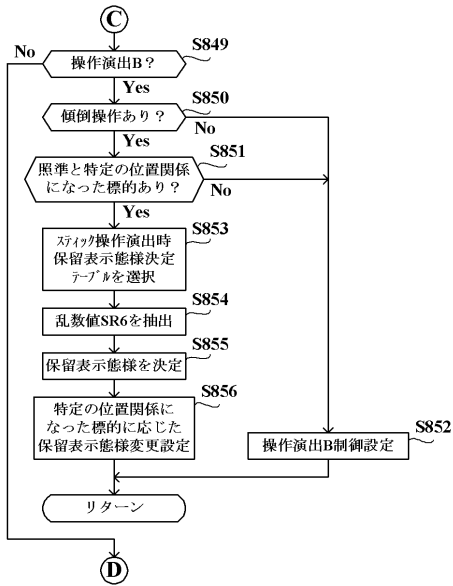 C
S849
No
操作演出B？
Yes
S850
傾倒操作あり？
No
Yes
S851
照準と特定の位置関係
になった標的あり？
No
Yes
S853
ｽﾃｨｯｸ操作演出時
保留表示態様決定
ﾃｰﾌﾞﾙを選択
S854
乱数値SR6を抽出
S855
保留表示態様を決定
S856
特定の位置関係に
なった標的に応じた
保留表示態様変更設定
S852
操作演出B制御設定
リターン
D